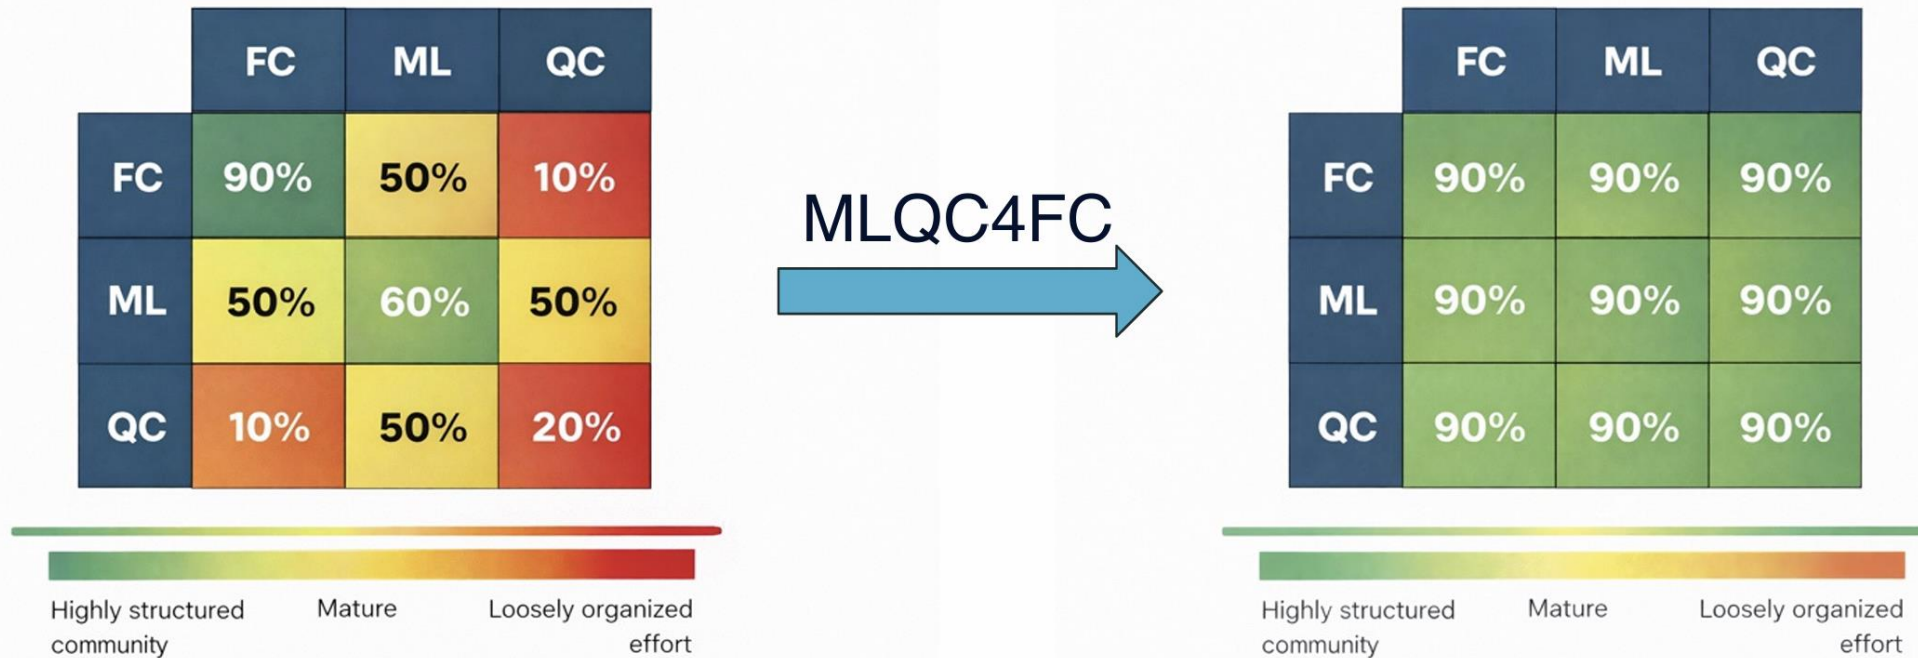 FC ML QC
FC 90% 50% 10%
ML 50% 60% 50%
QC 10% 50% 20%
Highly structured community
Mature
Loosely organized effort
MLQC4FC
FC ML QC
FC 90% 90% 90%
ML 90% 90% 90%
QC 90% 90% 90%
Highly structured community
Mature
Loosely organized effort